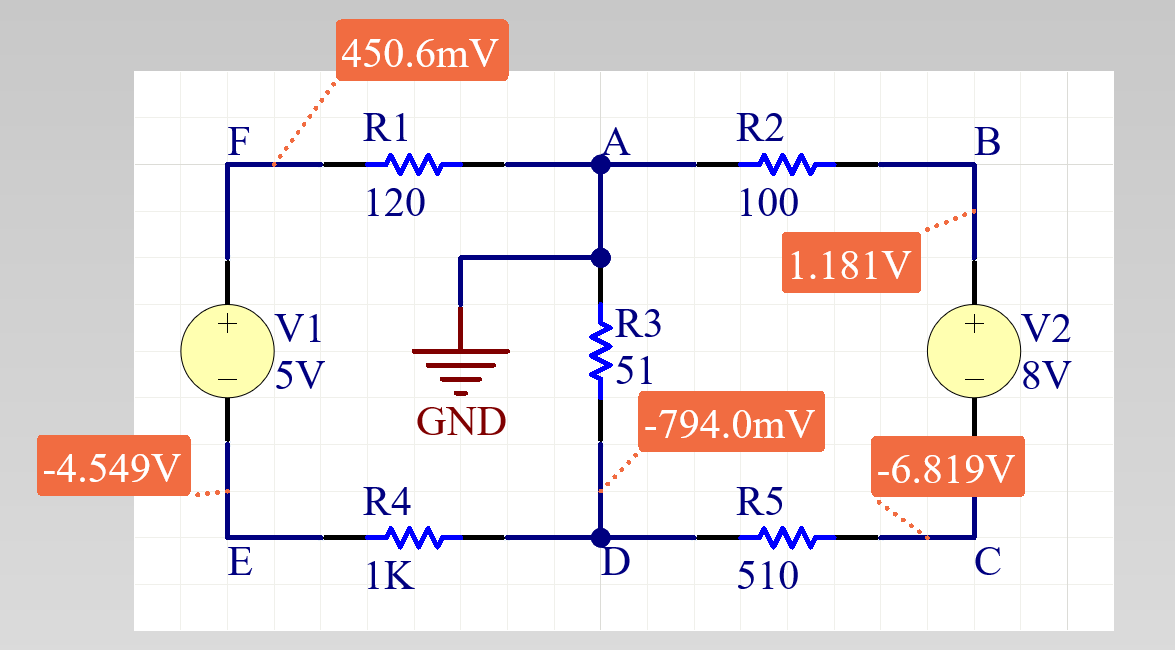 450.6mV
F
R1
120
A
R2
100
B
1.181V
+
V1
5V
R3
51
+
V2
8V
GND
-794.0mV
-4.549V
-6.819V
R4
1K
R5
510
E
D
C